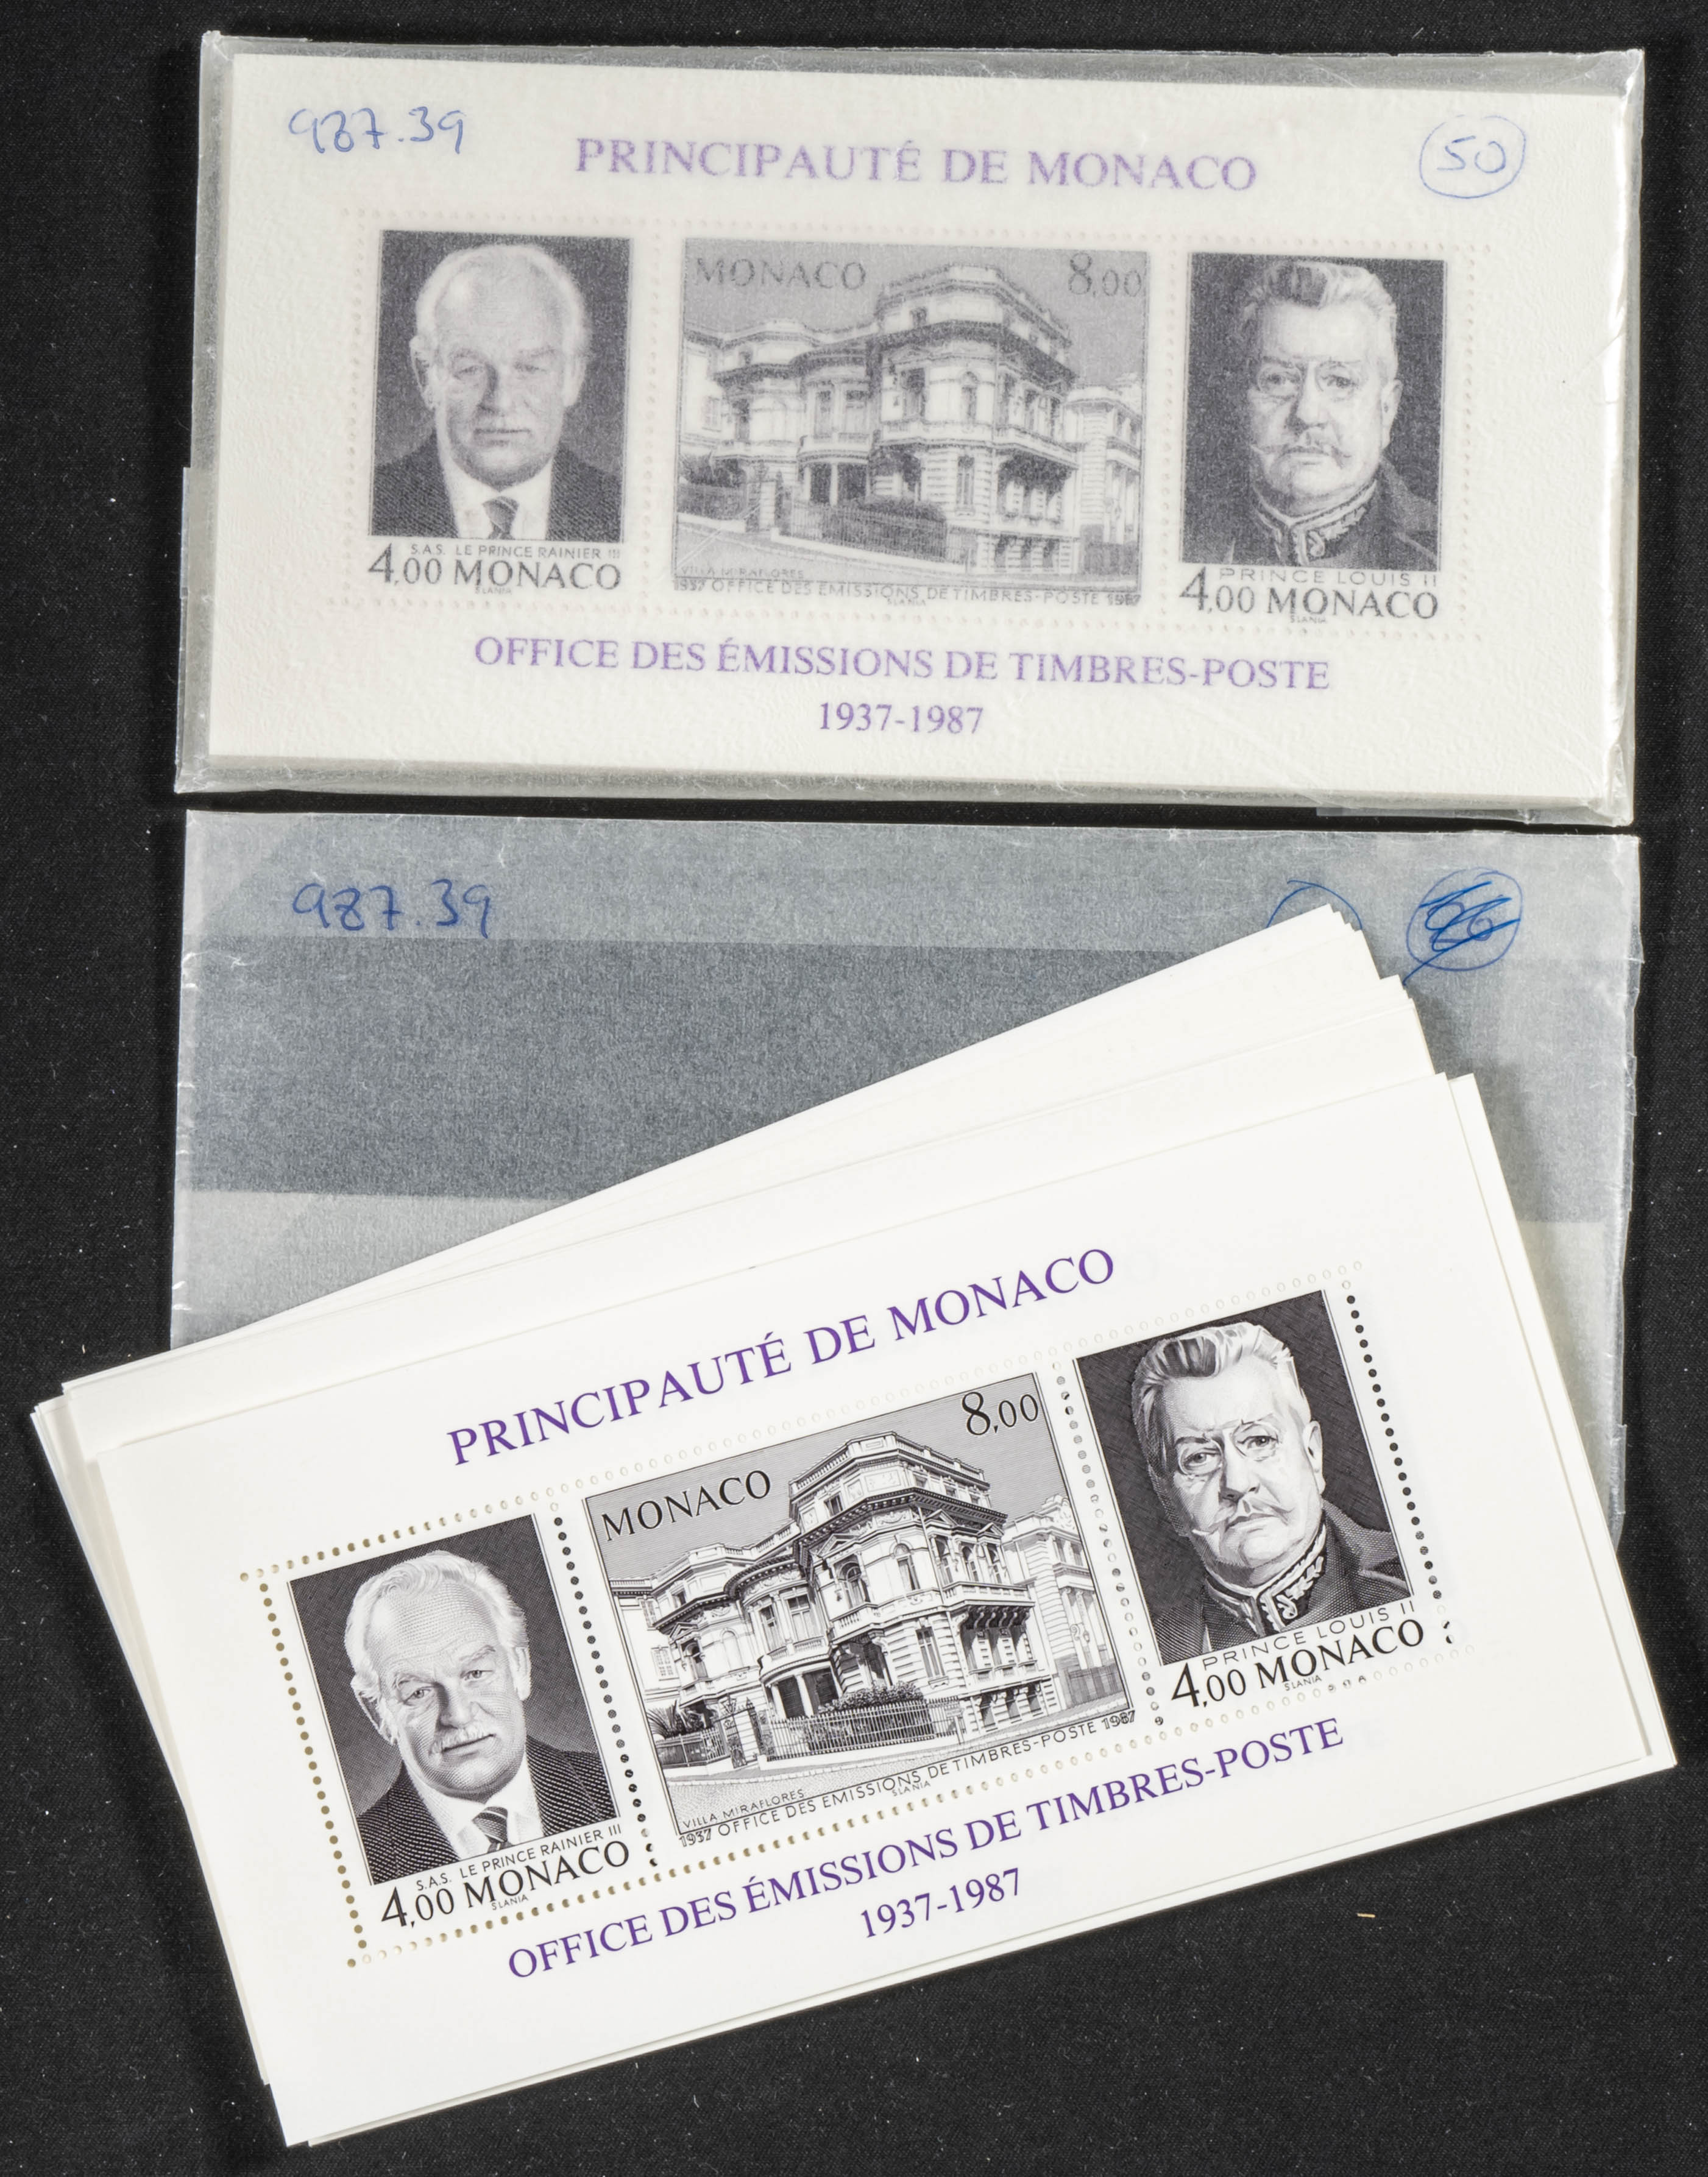 987.39
50
PRINCIPAUTÉ DE MONACO
MONACO 8,00
S.A.S. LE PRINCE RAINIER III
4,00 MONACO
SLANIA
VILLA MIRAFLORES
1937 OFFICE DES EMISSIONS DE TIMBRES-POSTE 1987
SLANIA
PRINCE LOUIS II
4,00 MONACO
SLANIA
OFFICE DES ÉMISSIONS DE TIMBRES-POSTE
1937-1987
987.39
PRINCIPAUTÉ DE MONACO
MONACO 8,00
S.A.S. LE PRINCE RAINIER III
4,00 MONACO
SLANIA
VILLA MIRAFLORES
1937 OFFICE DES EMISSIONS DE TIMBRES-POSTE 1987
SLANIA
PRINCE LOUIS II
4,00 MONACO
SLANIA
OFFICE DES ÉMISSIONS DE TIMBRES-POSTE
1937-1987